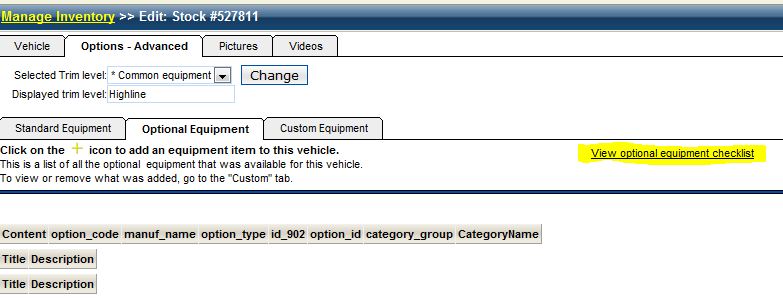 Manage Inventory >> Edit: Stock #527811
Vehicle Options - Advanced Pictures Videos
Selected Trim level: * Common equipment Change
Displayed trim level: Highline
Standard Equipment Optional Equipment Custom Equipment
Click on the + icon to add an equipment item to this vehicle. View optional equipment checklist
This is a list of all the optional equipment that was available for this vehicle.
To view or remove what was added, go to the "Custom" tab.
Content option_code manuf_name option_type id_902 option_id category_group CategoryName
Title Description
Title Description